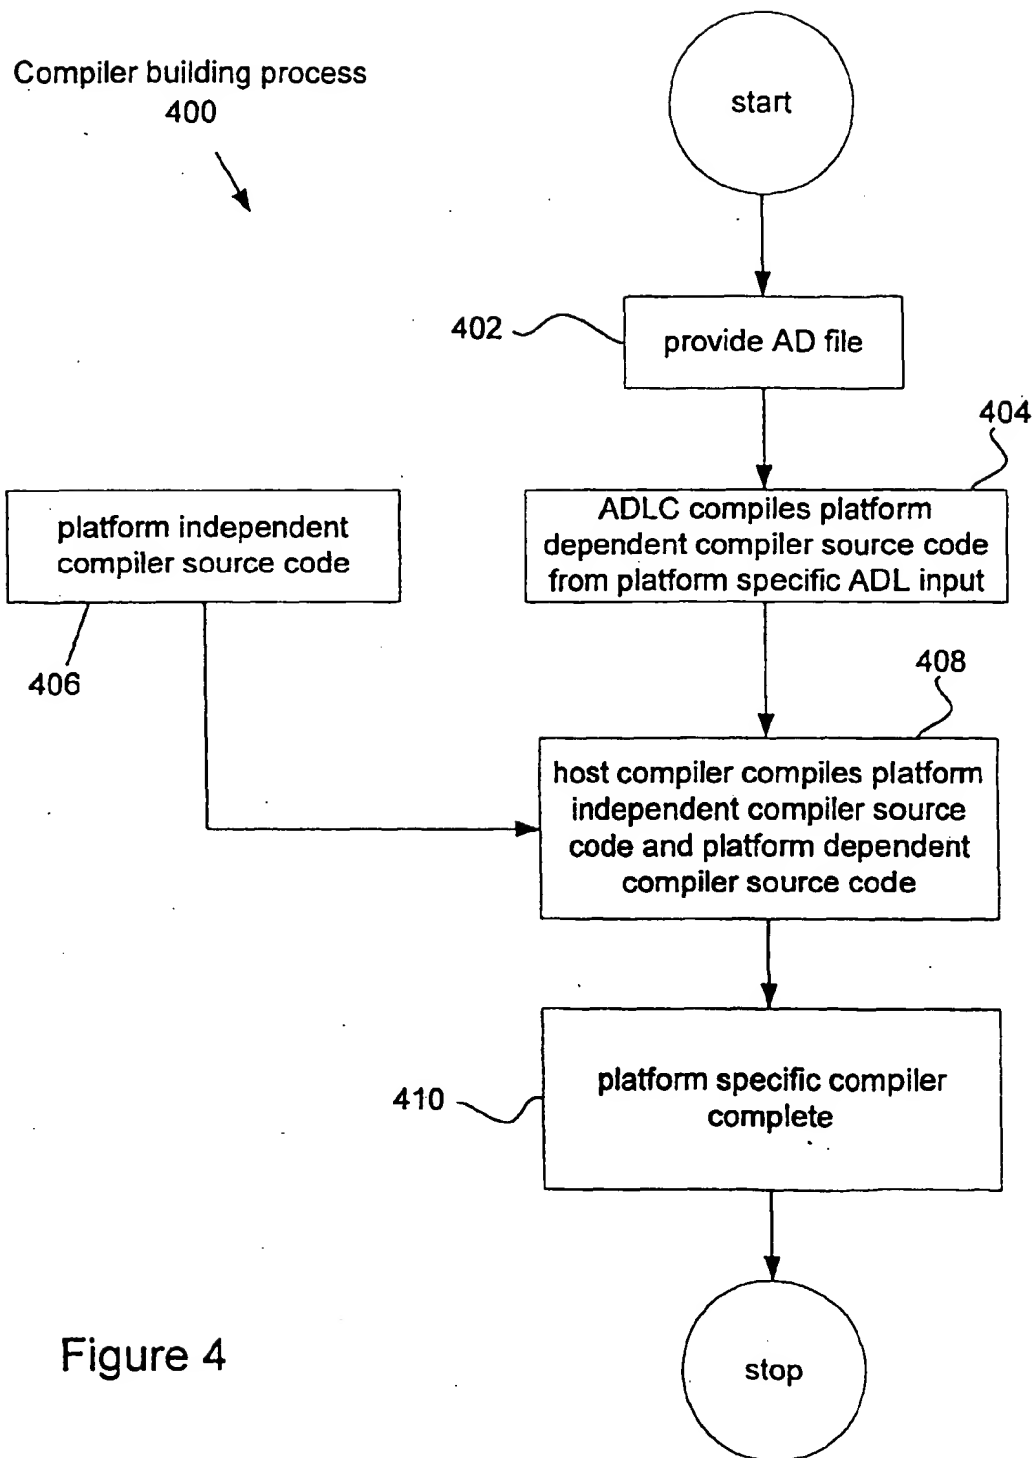 Compiler building process
400
start
402
provide AD file
404
ADLC compiles platform
dependent compiler source code
from platform specific ADL input
platform independent
compiler source code
406
408
host compiler compiles platform
independent compiler source
code and platform dependent
compiler source code
410
platform specific compiler
complete
Figure 4
stop